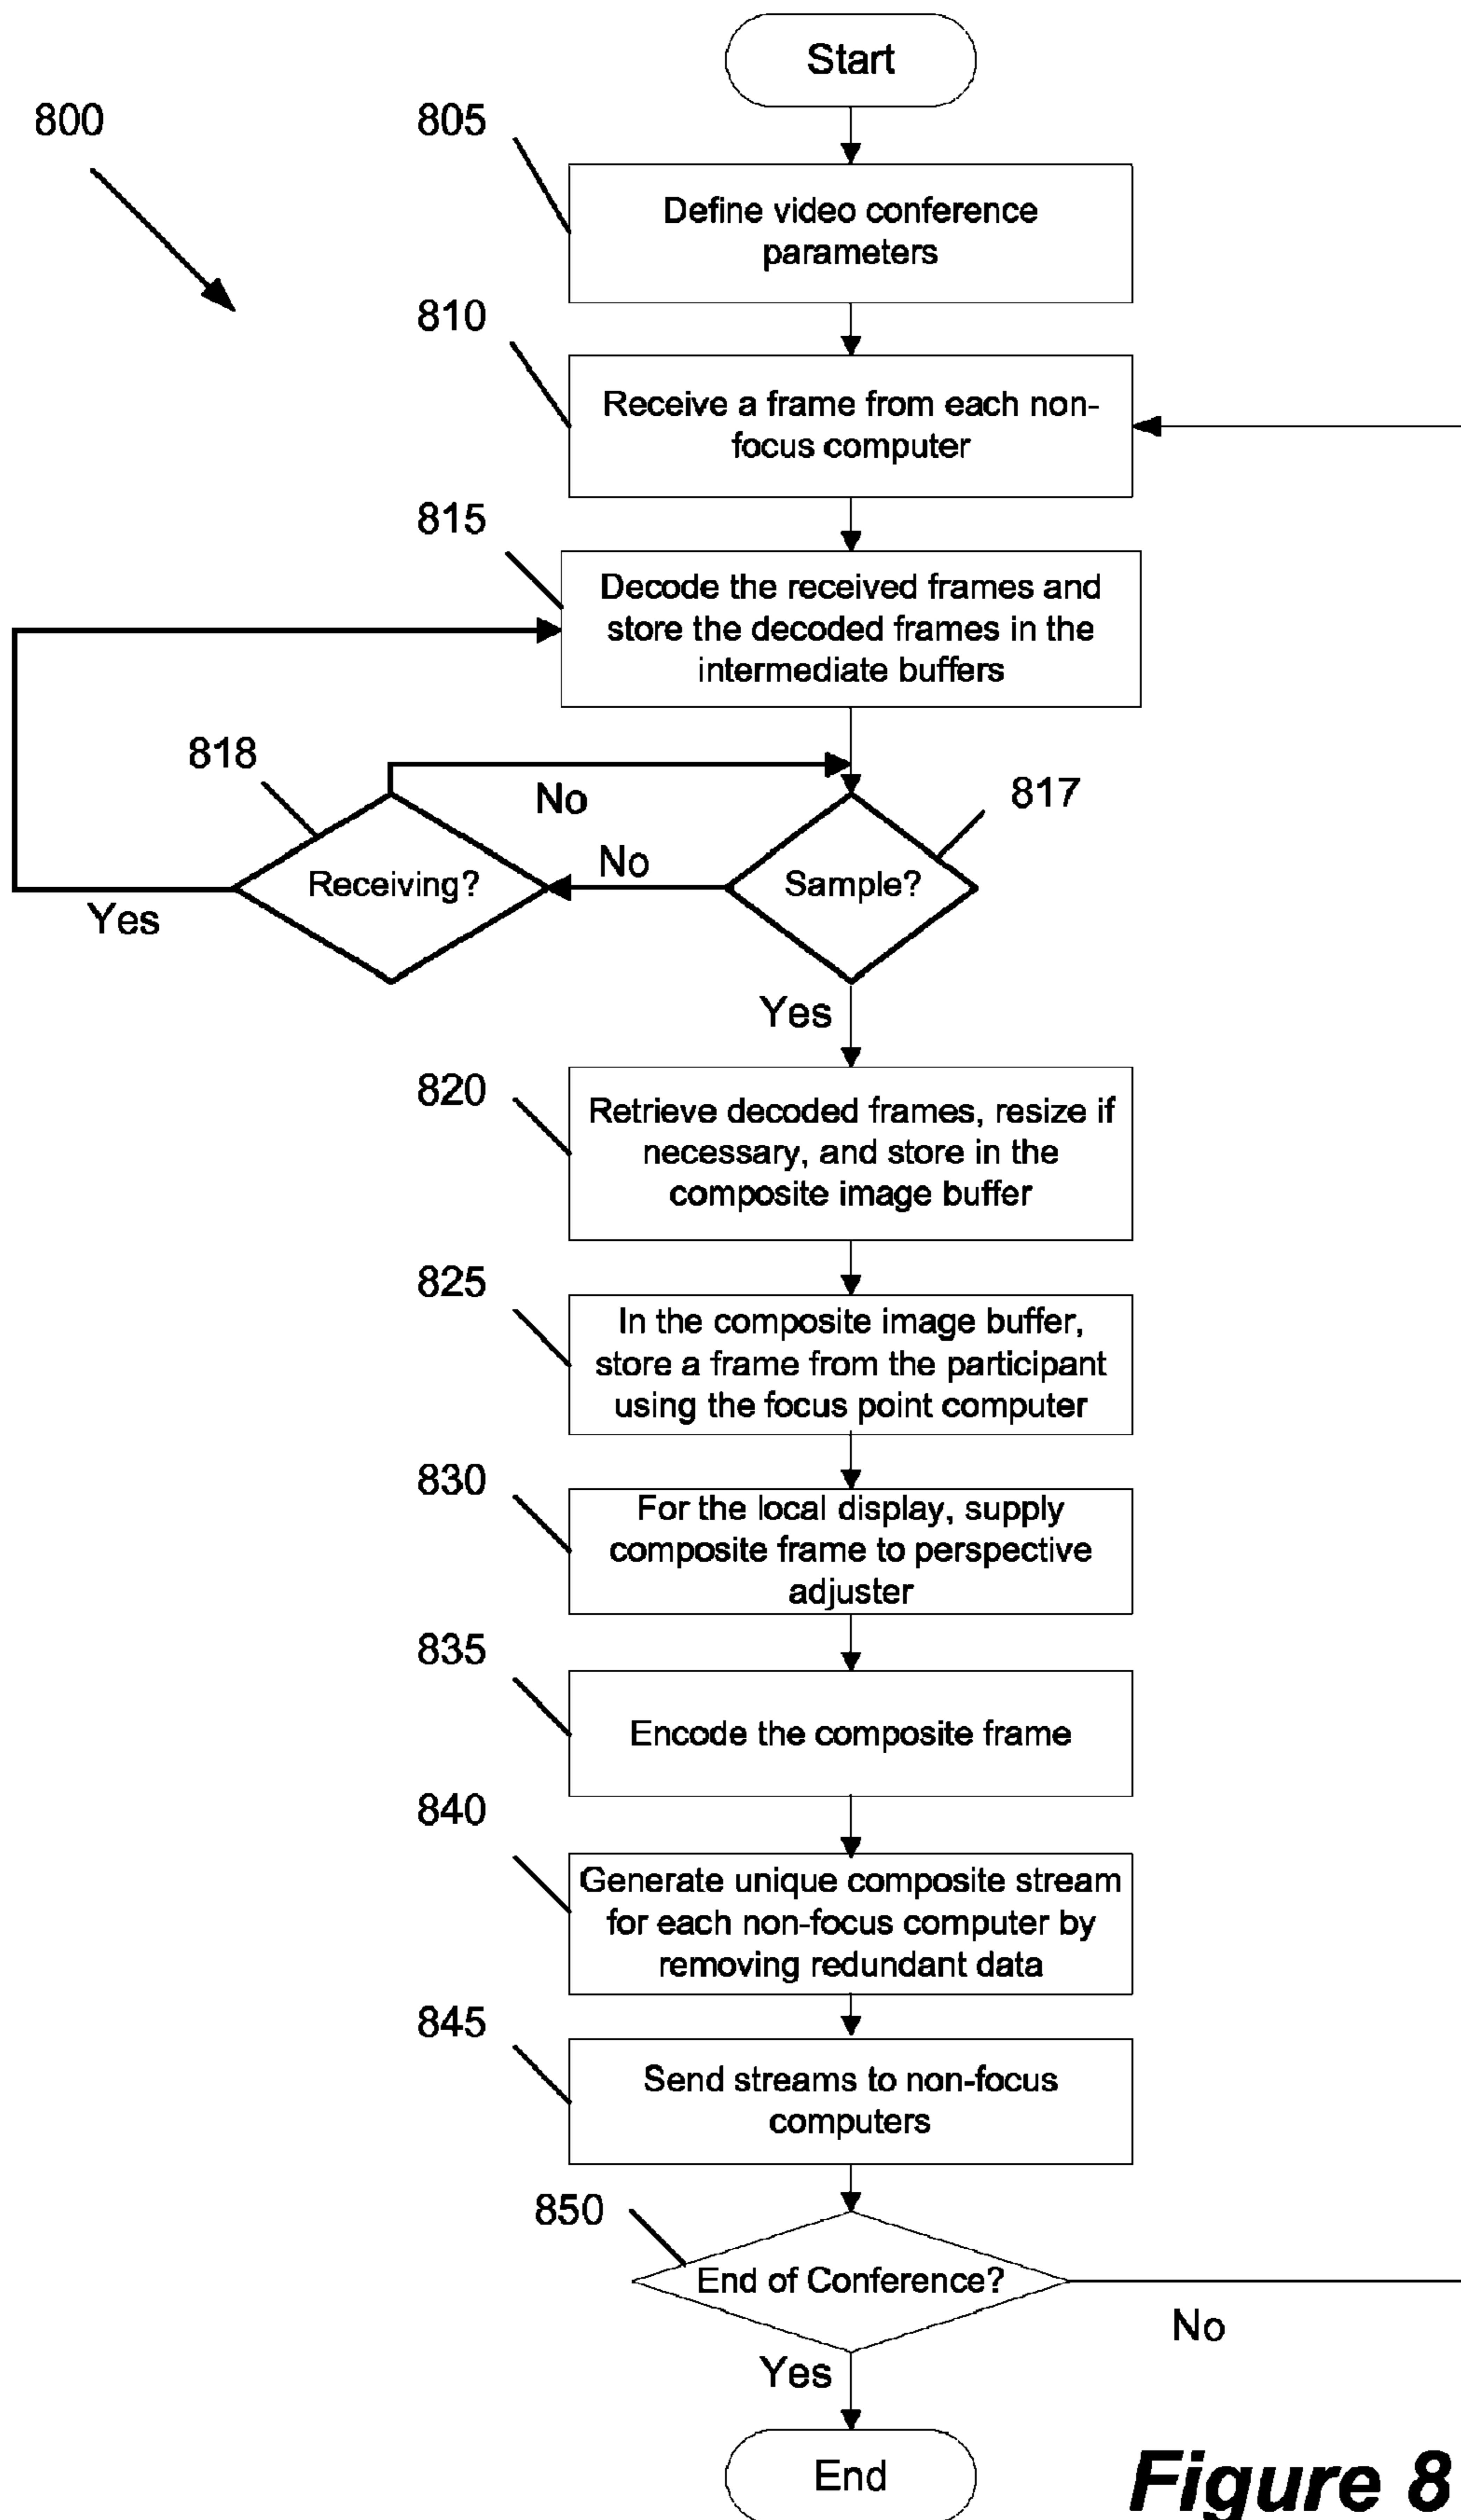 Start
800
805
Define video conference
parameters
810
Receive a frame from each non-
focus computer
815
Decode the received frames and
store the decoded frames in the
intermediate buffers
818
No
817
Receiving?
No
Sample?
Yes
Yes
820
Retrieve decoded frames, resize if
necessary, and store in the
composite image buffer
825
In the composite image buffer,
store a frame from the participant
using the focus point computer
830
For the local display, supply
composite frame to perspective
adjuster
835
Encode the composite frame
840
Generate unique composite stream
for each non-focus computer by
removing redundant data
845
Send streams to non-focus
computers
850
End of Conference?
No
Yes
End
Figure 8